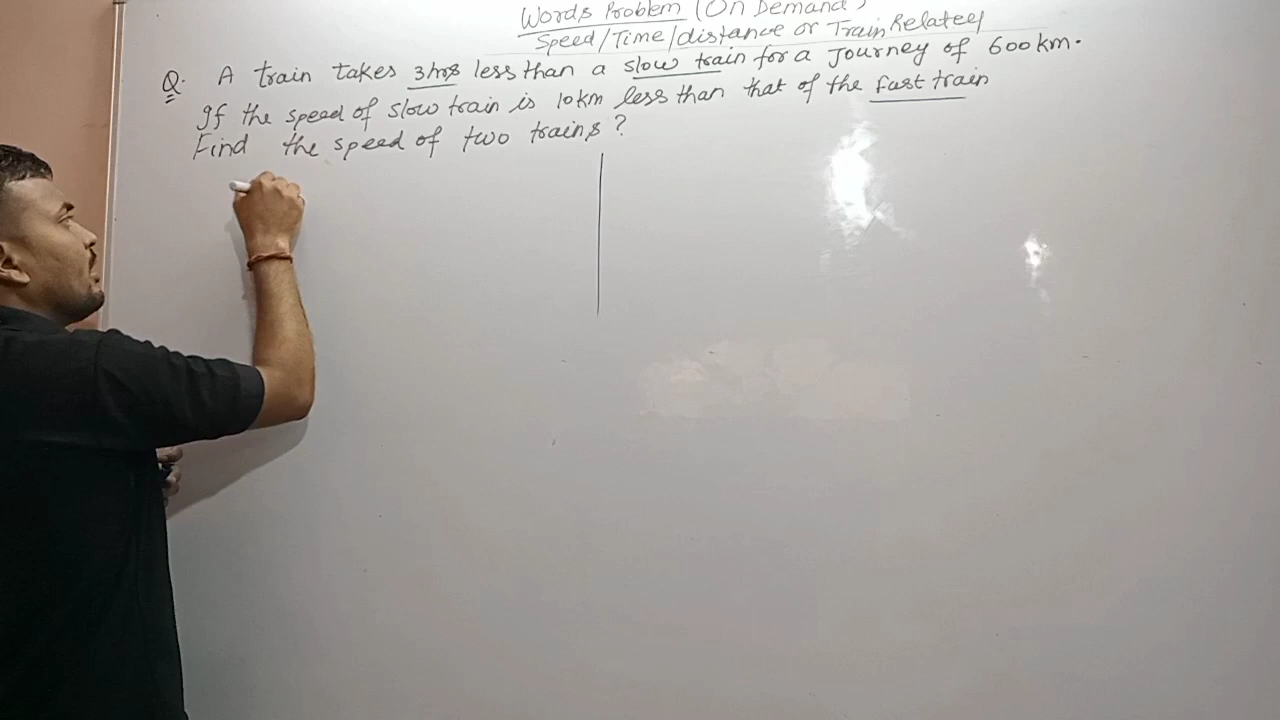 Words Problem (On Demand)
Speed/Time/distance or Train Related
Q. A train takes 3hrs less than a slow train for a Journey of 600km.
If the speed of slow train is 10km less than that of the fast train
Find the speed of two trains?